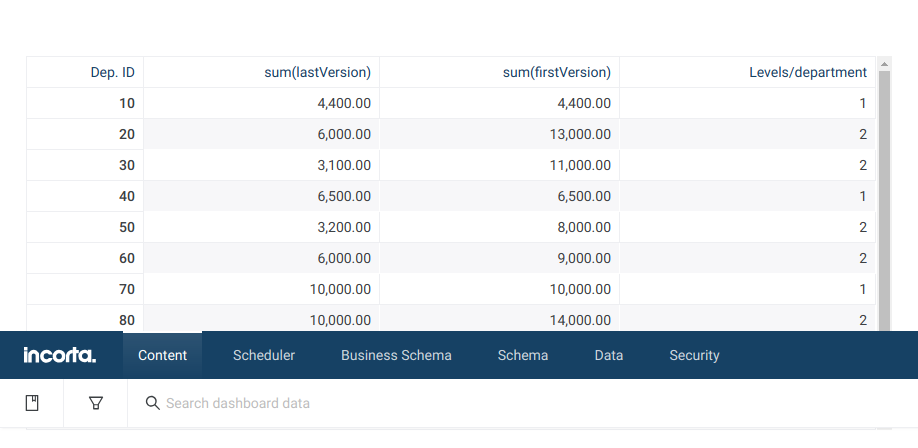 Dep. ID sum(lastVersion) sum(firstVersion) Levels/department
10 4,400.00 4,400.00 1
20 6,000.00 13,000.00 2
30 3,100.00 11,000.00 2
40 6,500.00 6,500.00 1
50 3,200.00 8,000.00 2
60 6,000.00 9,000.00 2
70 10,000.00 10,000.00 1
80 10,000.00 14,000.00 2
incorta. Content Scheduler Business Schema Schema Data Security
Search dashboard data